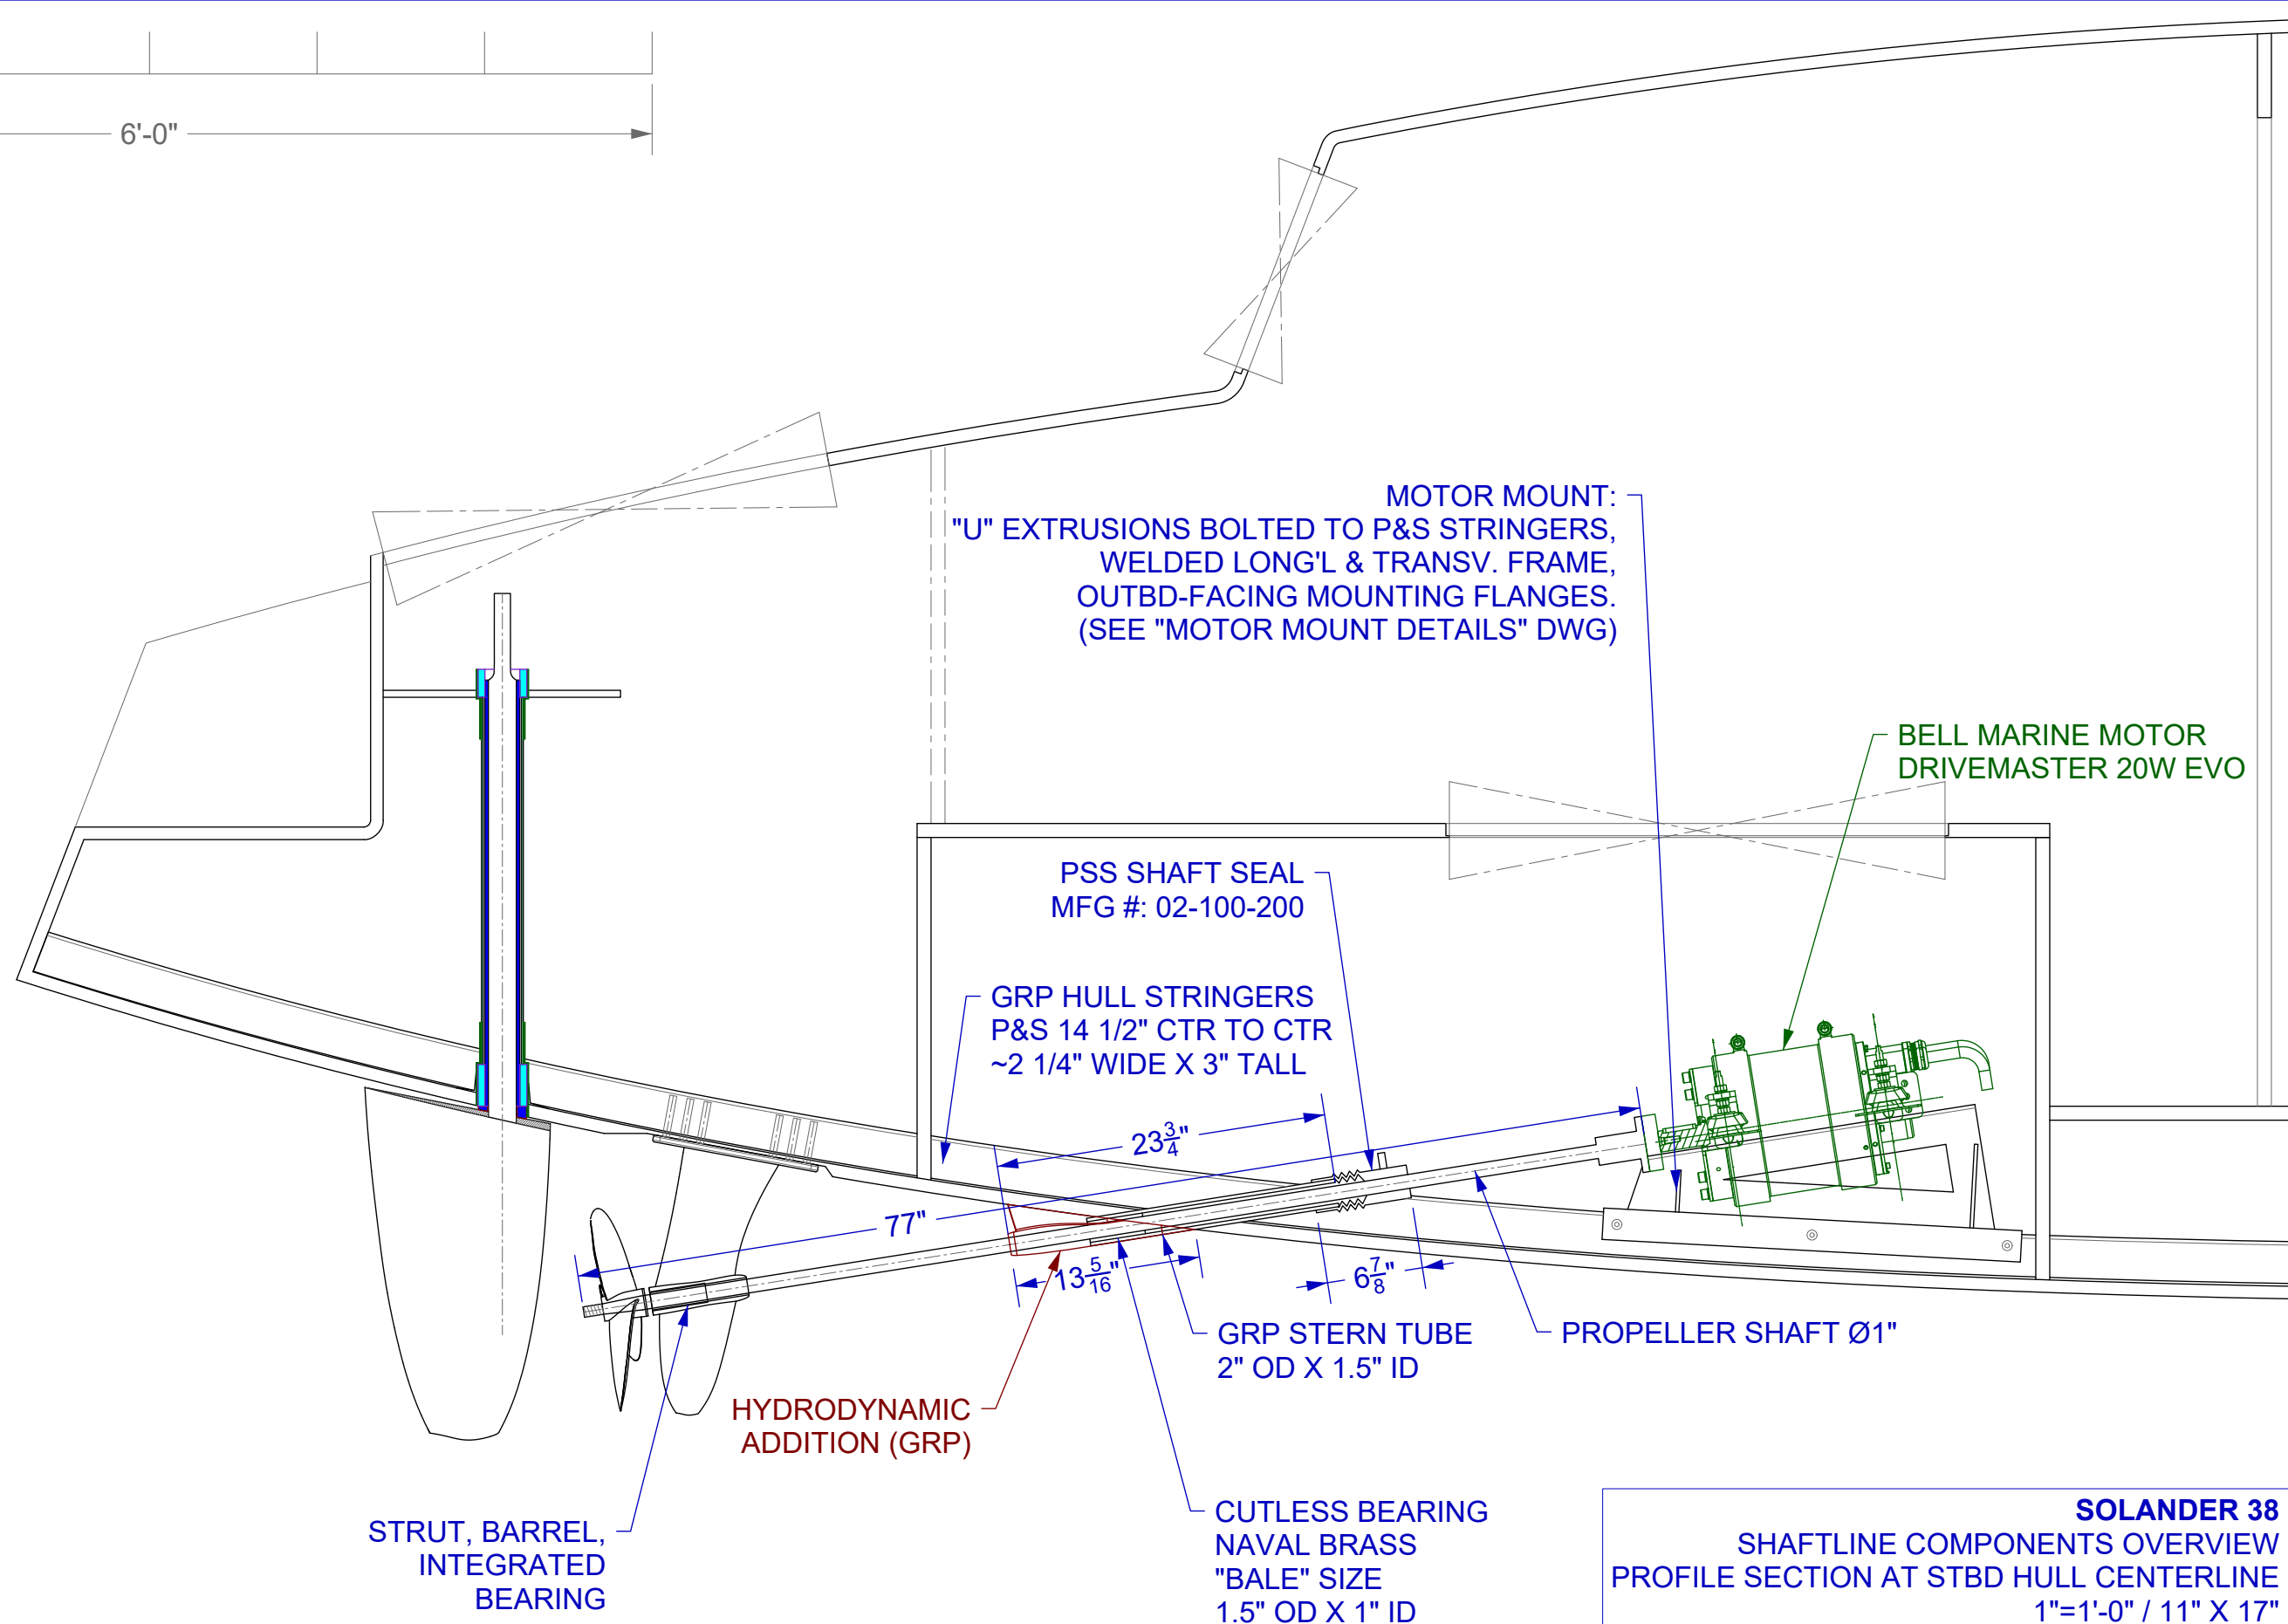 6'-0"
MOTOR MOUNT:
"U" EXTRUSIONS BOLTED TO P&S STRINGERS,
WELDED LONG'L & TRANSV. FRAME,
OUTBD-FACING MOUNTING FLANGES.
(SEE "MOTOR MOUNT DETAILS" DWG)
BELL MARINE MOTOR
DRIVEMASTER 20W EVO
PSS SHAFT SEAL
MFG #: 02-100-200
GRP HULL STRINGERS
P&S 14 1/2" CTR TO CTR
~2 1/4" WIDE X 3" TALL
23 3/4"
77"
13 5/16"
6 7/8"
GRP STERN TUBE
2" OD X 1.5" ID
PROPELLER SHAFT Ø1"
HYDRODYNAMIC
ADDITION (GRP)
STRUT, BARREL,
INTEGRATED
BEARING
CUTLESS BEARING
NAVAL BRASS
"BALE" SIZE
1.5" OD X 1" ID
SOLANDER 38
SHAFTLINE COMPONENTS OVERVIEW
PROFILE SECTION AT STBD HULL CENTERLINE
1"=1'-0" / 11" X 17"